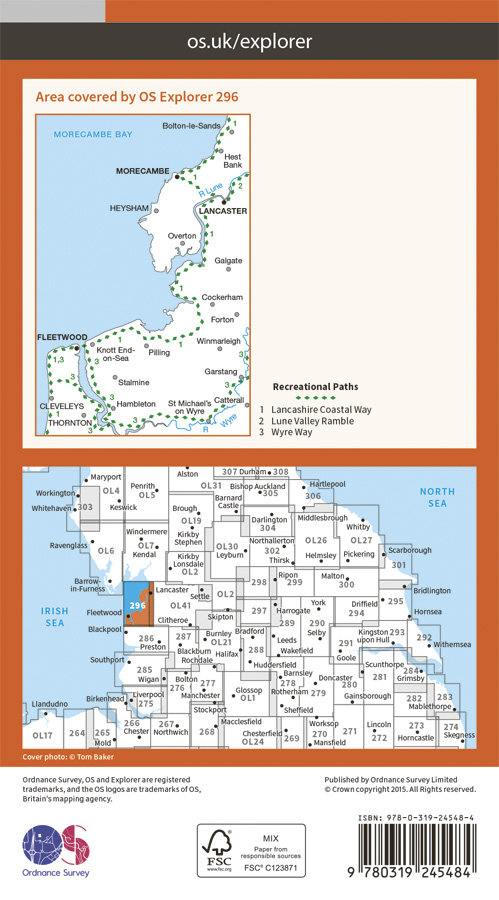 os.uk/explorer
Area covered by OS Explorer 296
MORECAMBE BAY
Bolton-le-Sands
1
Hest
Bank
MORECAMBE
1
R Lune
2
LANCASTER
HEYSHAM
1
Overton
Galgate
1
Cockerham
Forton
FLEETWOOD
1
1
Knott End-
on-Sea
Pilling
Winmarleigh
1,3
3
Garstang
3
Stalmine
3
CLEVELEYS
Hambleton
St Michael's
on Wyre
Catterall
1
THORNTON
3
3
3
R Wyre
Recreational Paths
1 Lancashire Coastal Way
2 Lune Valley Ramble
3 Wyre Way
Alston
307
Durham
308
Maryport
Penrith
OL31
Bishop Auckland
Hartlepool
NORTH
SEA
Workington
OL4
OL5
Barnard
Castle
305
306
Whitehaven
303
Keswick
Brough
OL19
Darlington
304
Middlesbrough
Whitby
Windermere
Kirkby
Stephen
Northallerton
OL26
OL27
Ravenglass
OL6
OL7
Kendal
OL30
Leyburn
302
Thirsk
Helmsley
Pickering
Scarborough
Kirkby
Lonsdale
OL2
301
Barrow-
in-Furness
298
Ripon
299
Malton
300
Bridlington
Lancaster
Settle
OL2
IRISH
SEA
296
OL41
297
Harrogate
York
Driffield
294
295
Hornsea
Fleetwood
Clitheroe
Skipton
289
290
Selby
Blackpool
286
Preston
287
Burnley
OL21
Bradford
Leeds
291
Kingston
upon Hull
293
292
Withernsea
Blackburn
Halifax
288
Wakefield
Goole
Southport
Rochdale
Huddersfield
Scunthorpe
284
Grimsby
285
Wigan
Bolton
276
277
Barnsley
278
Doncaster
281
Manchester
Glossop
OL1
Rotherham
279
280
Gainsborough
282
283
Mablethorpe
Birkenhead
Liverpool
275
Stockport
Sheffield
Llandudno
266
Chester
267
Northwich
Macclesfield
Worksop
Lincoln
273
274
OL17
264
265
Mold
268
Chesterfield
OL24
269
270
Mansfield
271
272
Horncastle
Skegness
Cover photo: © Tom Baker
Ordnance Survey, OS and Explorer are registered
trademarks, and the OS logos are trademarks of OS,
Britain's mapping agency.
Published by Ordnance Survey Limited
© Crown copyright 2015. All Rights reserved.
OS
Ordnance Survey
FSC
www.fsc.org
MIX
Paper from
responsible sources
FSC® C123871
ISBN: 978-0-319-24548-4
9 780319 245484